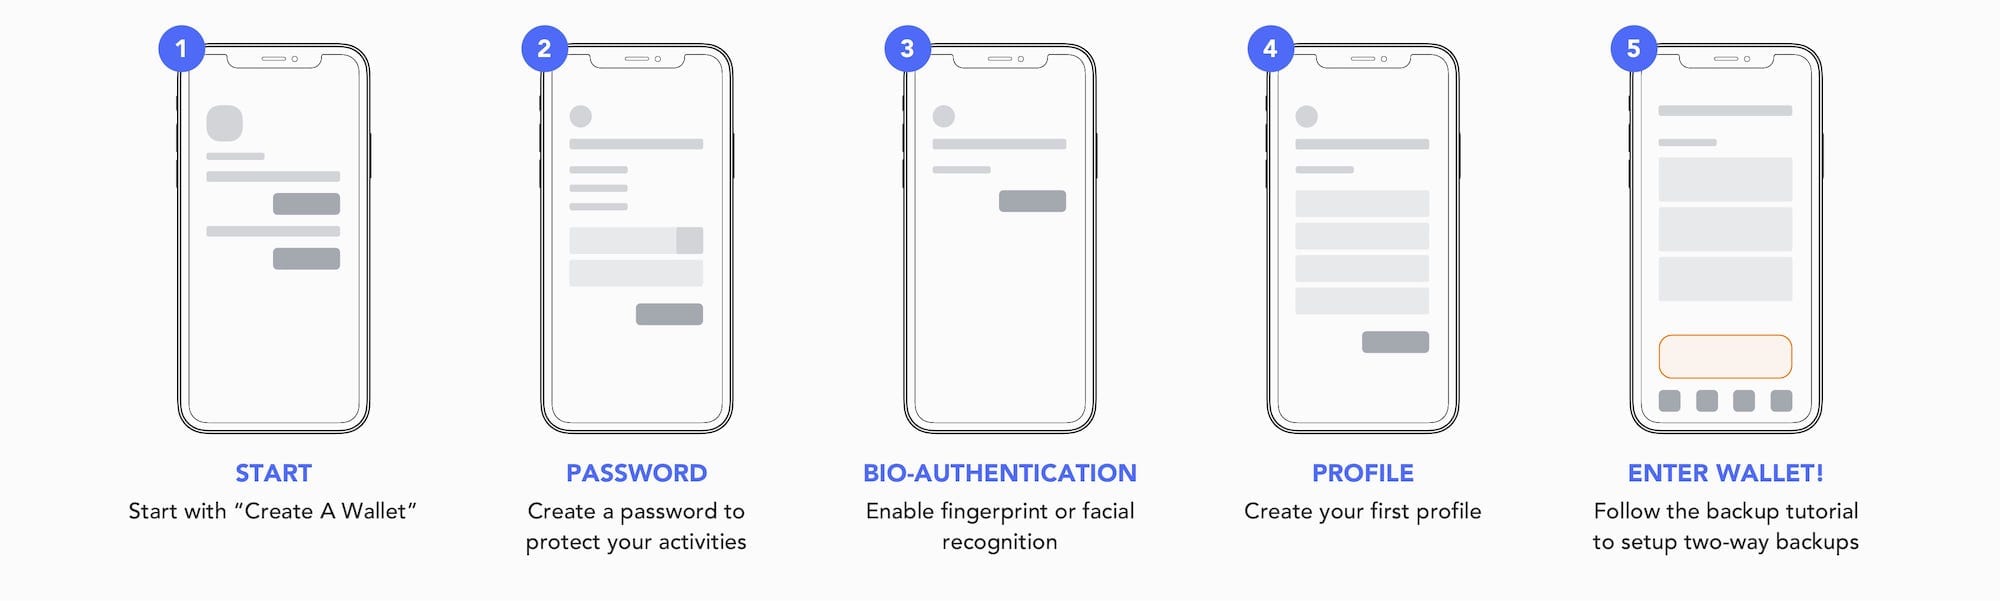 1
2
3
4
5
START
Start with “Create A Wallet”
PASSWORD
Create a password to
protect your activities
BIO-AUTHENTICATION
Enable fingerprint or facial
recognition
PROFILE
Create your first profile
ENTER WALLET!
Follow the backup tutorial
to setup two-way backups